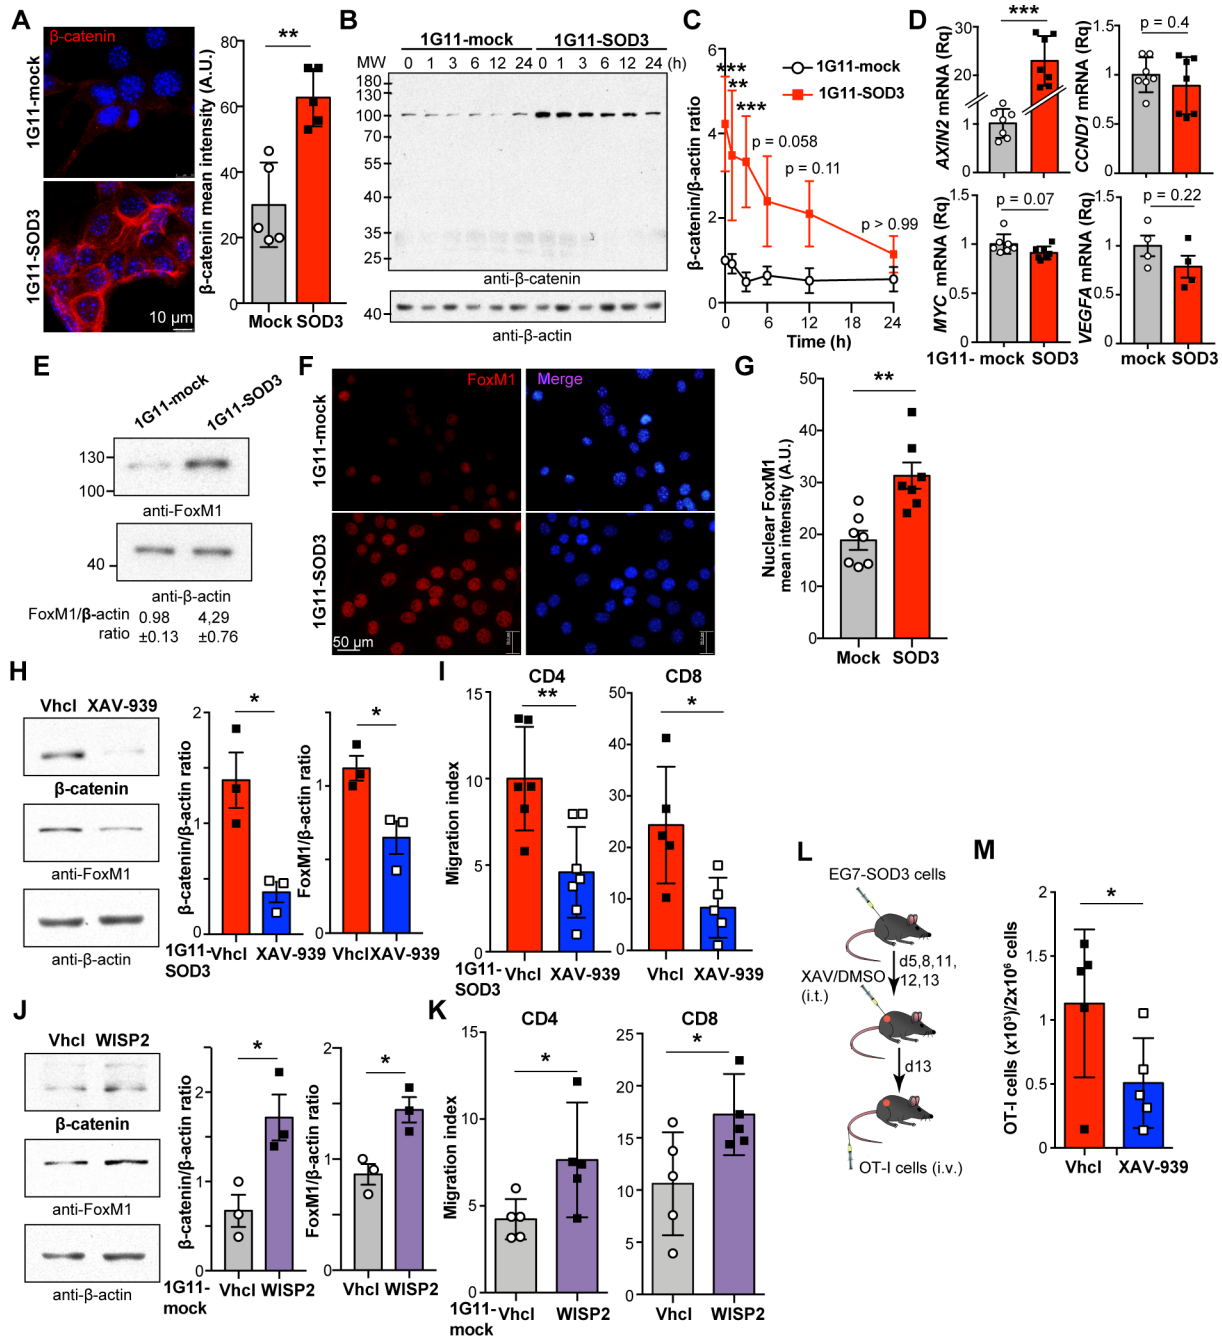 A
β-catenin
1G11-mock
1G11-SOD3
10 µm
β-catenin mean intensity (A.U.)
80
60
40
20
0
**
Mock SOD3
B
1G11-mock 1G11-SOD3
MW 0 1 3 6 12 24 0 1 3 6 12 24 (h)
180
130
100
70
55
40
35
25
anti-β-catenin
40
anti-β-actin
C
β-catenin/β-actin ratio
6
4
2
0
1G11-mock
1G11-SOD3
***
**
***
p = 0.058
p = 0.11
p > 0.99
0 6 12 18 24
Time (h)
D
AXIN2 mRNA (Rq)
30
20
1
0
***
CCND1 mRNA (Rq)
1.5
1
0.5
0
p = 0.4
MYC mRNA (Rq)
1.5
1
0.5
0
p = 0.07
1G11- mock SOD3
VEGFA mRNA (Rq)
1.5
1
0.5
0
p = 0.22
mock SOD3
E
1G11-mock
1G11-SOD3
130
100
anti-FoxM1
40
anti-β-actin
FoxM1/β-actin 0.98 4,29
ratio ±0.13 ±0.76
F
FoxM1
Merge
1G11-mock
1G11-SOD3
50 µm
G
Nuclear FoxM1
mean intensity (A.U.)
50
40
30
20
10
0
**
Mock SOD3
H
Vhcl XAV-939
β-catenin
anti-FoxM1
anti-β-actin
β-catenin/β-actin ratio
2
1
0
*
1G11- Vhcl XAV-939
SOD3
FoxM1/β-actin ratio
1
0
*
Vhcl XAV-939
I
CD4
Migration index
15
10
5
0
**
1G11- Vhcl XAV-939
SOD3
CD8
50
40
30
20
10
0
*
Vhcl XAV-939
J
Vhcl WISP2
β-catenin
anti-FoxM1
anti-β-actin
β-catenin/β-actin ratio
2
1
0
*
1G11- Vhcl WISP2
mock
FoxM1/β-actin ratio
2
1
0
*
Vhcl WISP2
K
CD4
Migration index
15
10
5
0
*
1G11- Vhcl WISP2
mock
CD8
25
20
15
10
5
0
*
Vhcl WISP2
L
EG7-SOD3 cells
d5,8,11,
12,13
XAV/DMSO
(i.t.)
d13
OT-I cells (i.v.)
M
OT-I cells (x10³)/2x10⁶ cells
2
1.5
1
0.5
0
*
Vhcl XAV-939